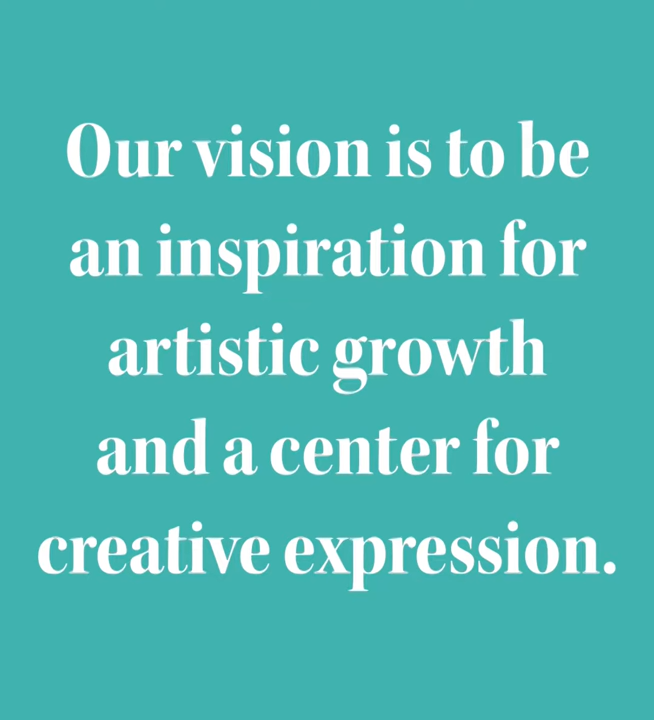 Our vision is to be
an inspiration for
artistic growth
and a center for
creative expression.